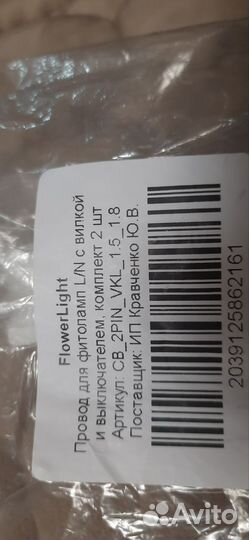 FlowerLight
Провод для фитоламп L/N с вилкой
и выключателем, комплект 2 шт
Артикул: CB_2PIN_VKL_1.5_1.8
Поставщик: ИП Кравченко Ю. В.
2039125862161
Avito